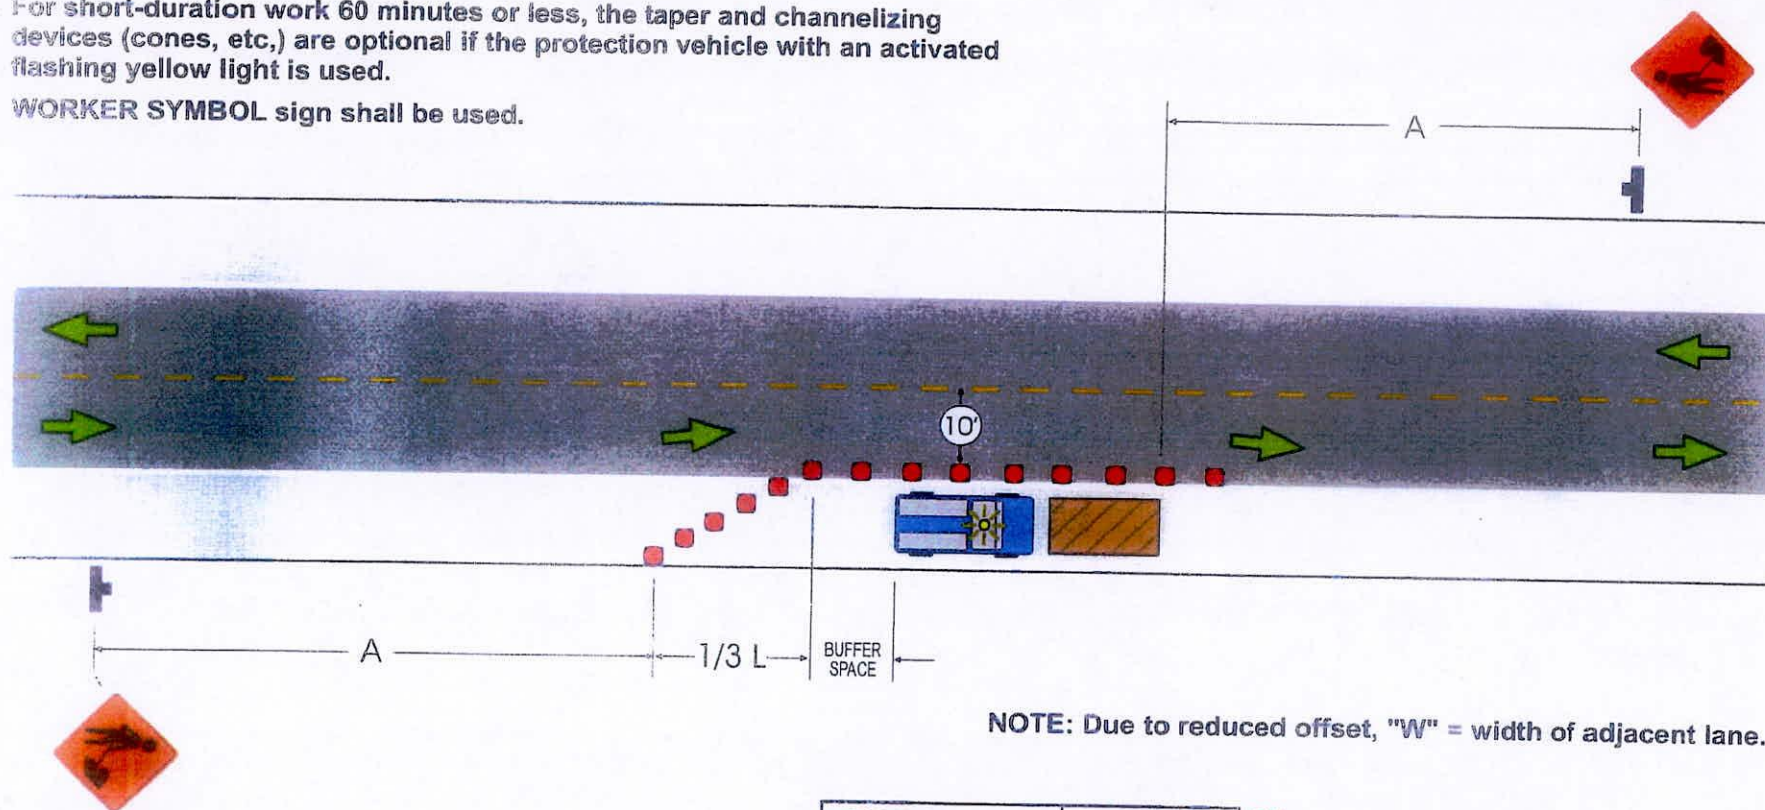 For short-duration work 60 minutes or less, the taper and channelizing
devices (cones, etc,) are optional if the protection vehicle with an activated
flashing yellow light is used.
WORKER SYMBOL sign shall be used.
A
10'
A
1/3 L
BUFFER
SPACE
NOTE: Due to reduced offset, "W" = width of adjacent lane.